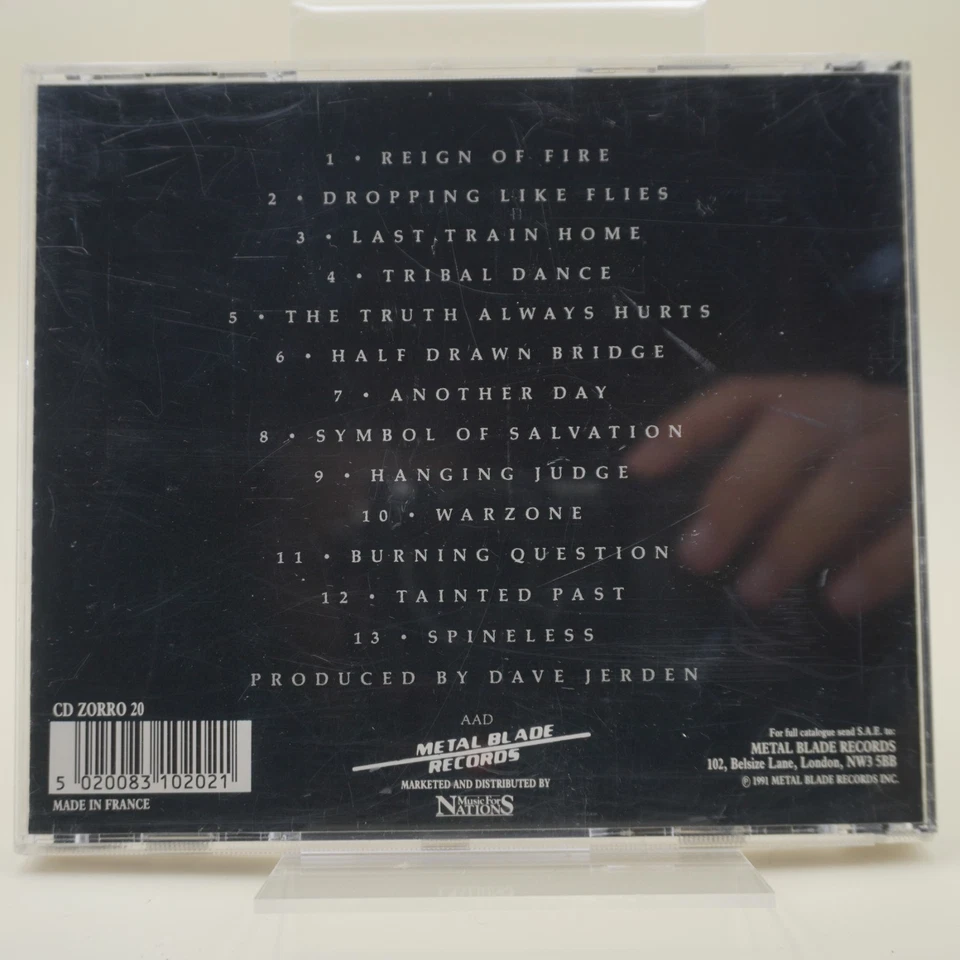 1 • REIGN OF FIRE
2 • DROPPING LIKE FLIES
3 • LAST TRAIN HOME
4 • TRIBAL DANCE
5 • THE TRUTH ALWAYS HURTS
6 • HALF DRAWN BRIDGE
7 • ANOTHER DAY
8 • SYMBOL OF SALVATION
9 • HANGING JUDGE
10 • WARZONE
11 • BURNING QUESTION
12 • TAINTED PAST
13 • SPINELESS
PRODUCED BY DAVE JERDEN
CD ZORRO 20
5 020083 102021
MADE IN FRANCE
AAD
METAL BLADE
RECORDS
MARKETED AND DISTRIBUTED BY
Music For
NATIONS
For full catalogue send S.A.E. to:
METAL BLADE RECORDS
102, Belsize Lane, London, NW3 5BB
℗ 1991 METAL BLADE RECORDS INC.